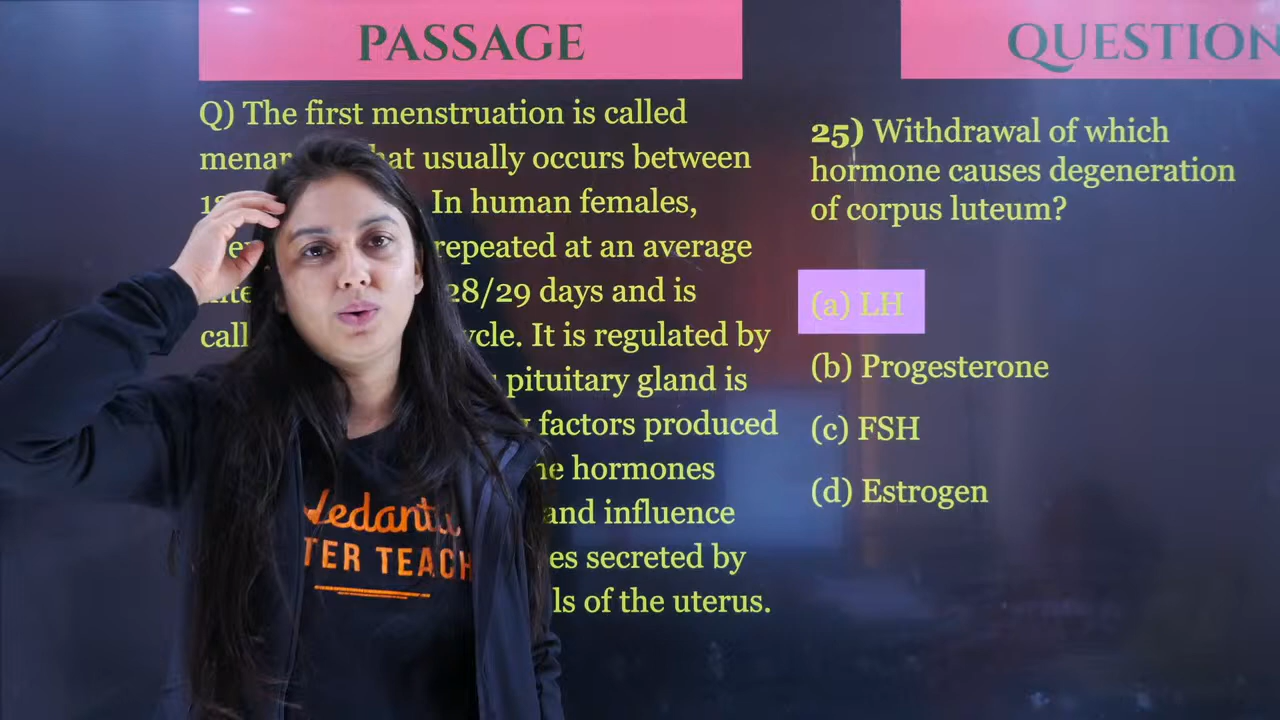 PASSAGE
Q) The first menstruation is called
hat usually occurs between
In human females,
repeated at an average
28/29 days and is
call ycle. It is regulated by
pituitary gland is
factors produced
hormones
and influence
es secreted by
ls of the uterus.
QUESTION
25) Withdrawal of which
hormone causes degeneration
of corpus luteum?
(a) LH
(b) Progesterone
(c) FSH
(d) Estrogen
TER TEACH